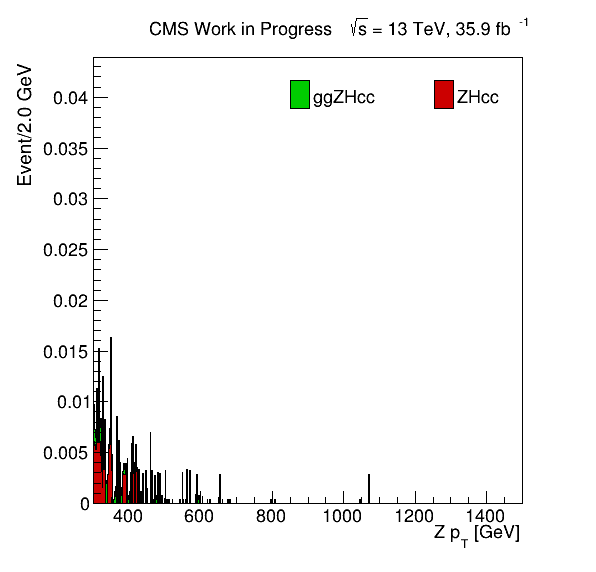 CMS Work in Progress √s = 13 TeV, 35.9 fb -1
Event/2.0 GeV
ggZHcc ZHcc
0.04
0.035
0.03
0.025
0.02
0.015
0.01
0.005
0
400 600 800 1000 1200 1400
Z pT [GeV]